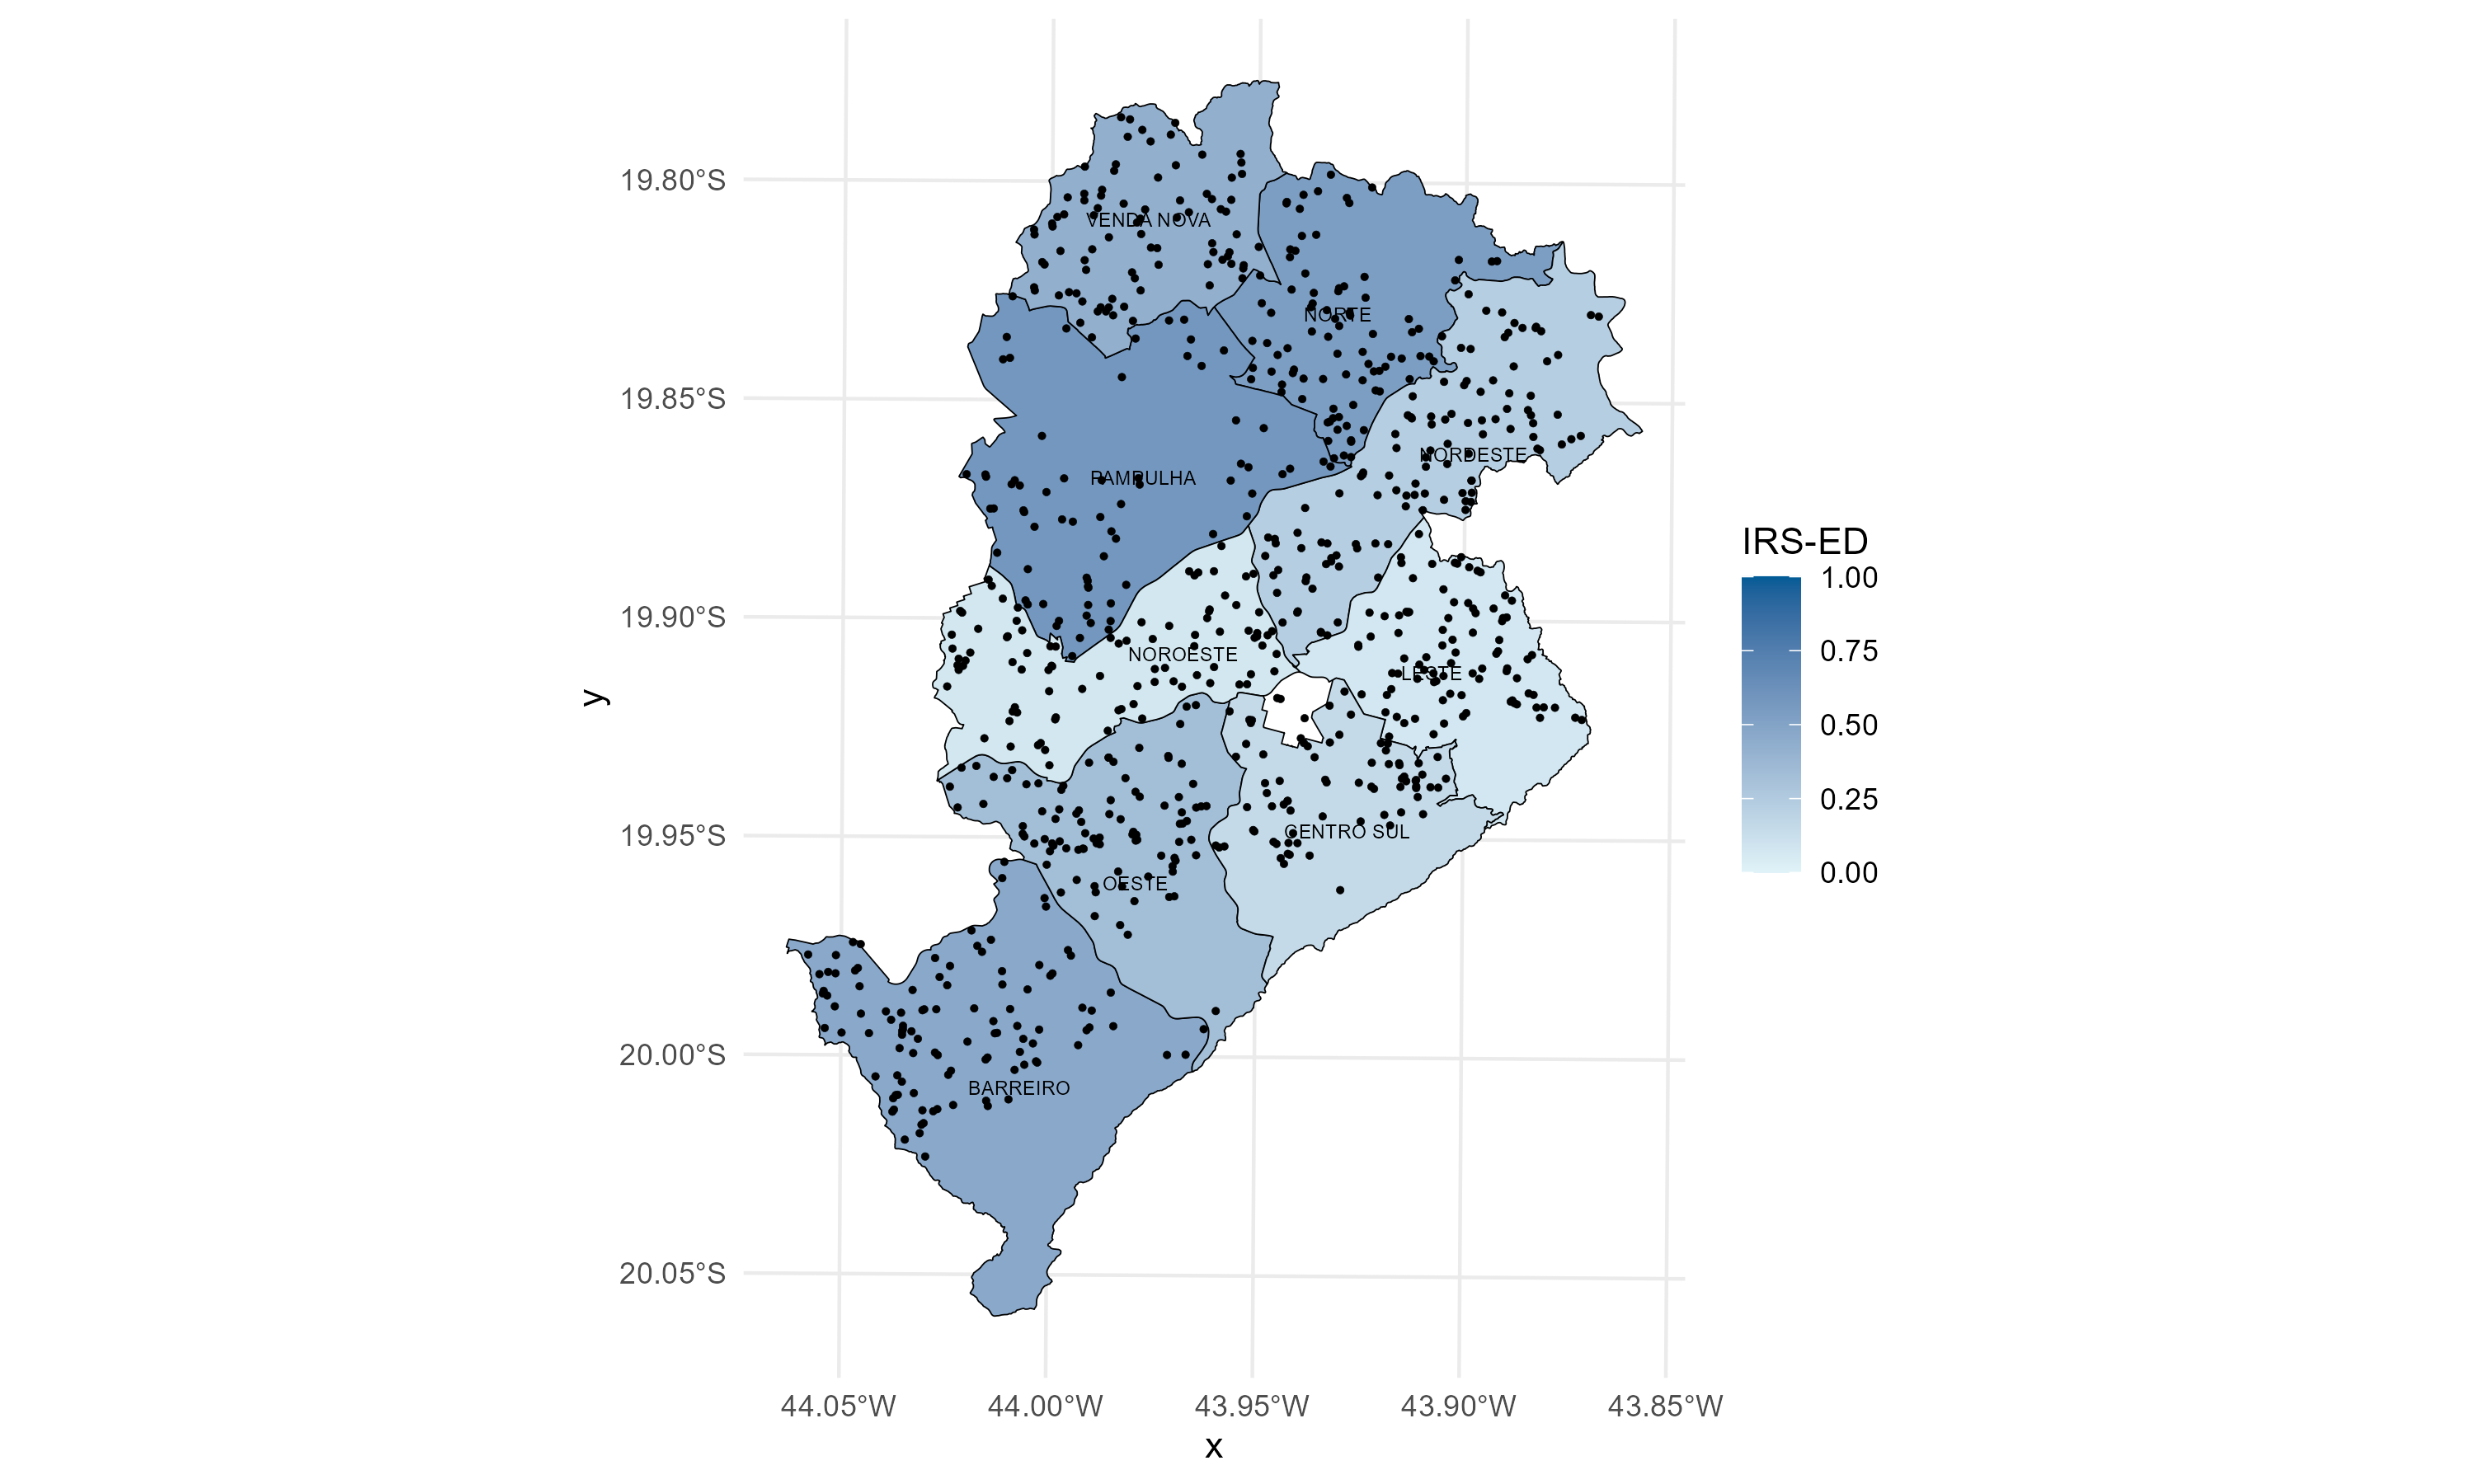 19.80°S
19.85°S
19.90°S
19.95°S
20.00°S
20.05°S
y
VENDA NOVA
NORTE
NORDESTE
PAMPULHA
NOROESTE
LESTE
CENTRO SUL
OESTE
BARREIRO
44.05°W
44.00°W
43.95°W
43.90°W
43.85°W
x
IRS-ED
1.00
0.75
0.50
0.25
0.00